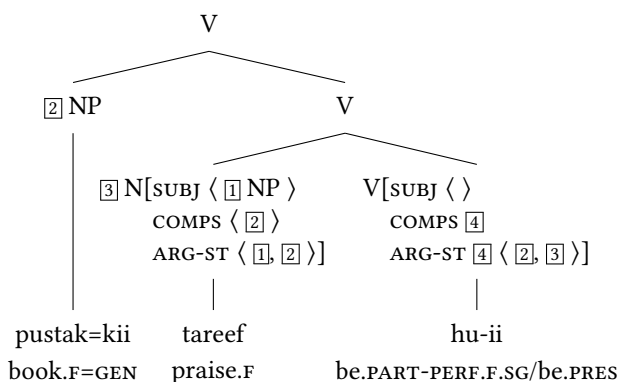 V
2 NP V
3 N[SUBJ ⟨ 1 NP ⟩ V[SUBJ ⟨ ⟩
COMPS ⟨ 2 ⟩ COMPS 4
ARG-ST ⟨ 1, 2 ⟩] ARG-ST 4 ⟨ 2, 3 ⟩]
pustak=kii tareef hu-ii
book.F=GEN praise.F be.PART-PERF.F.SG/be.PRES